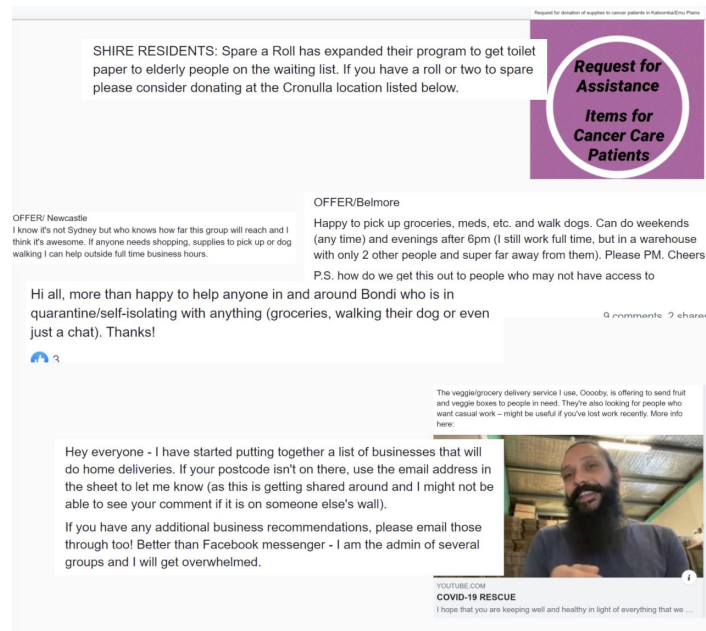 Request for donation of supplies to cancer patients in Katoomba/Emu Plains
SHIRE RESIDENTS: Spare a Roll has expanded their program to get toilet
paper to elderly people on the waiting list. If you have a roll or two to spare
please consider donating at the Cronulla location listed below.
Request for
Assistance
Items for
Cancer Care
Patients
OFFER/ Newcastle
I know it's not Sydney but who knows how far this group will reach and I
think it's awesome. If anyone needs shopping, supplies to pick up or dog
walking I can help outside full time business hours.
OFFER/Belmore
Happy to pick up groceries, meds, etc. and walk dogs. Can do weekends
(any time) and evenings after 6pm (I still work full time, but in a warehouse
with only 2 other people and super far away from them). Please PM. Cheers
P.S. how do we get this out to people who may not have access to
9 comments 2 shares
Hi all, more than happy to help anyone in and around Bondi who is in
quarantine/self-isolating with anything (groceries, walking their dog or even
just a chat). Thanks!
3
The veggie/grocery delivery service I use, Ooooby, is offering to send fruit
and veggie boxes to people in need. They're also looking for people who
want casual work – might be useful if you've lost work recently. More info
here:
Hey everyone - I have started putting together a list of businesses that will
do home deliveries. If your postcode isn't on there, use the email address in
the sheet to let me know (as this is getting shared around and I might not be
able to see your comment if it is on someone else's wall).
If you have any additional business recommendations, please email those
through too! Better than Facebook messenger - I am the admin of several
groups and I will get overwhelmed.
i
YOUTUBE.COM
COVID-19 RESCUE
I hope that you are keeping well and healthy in light of everything that we ...